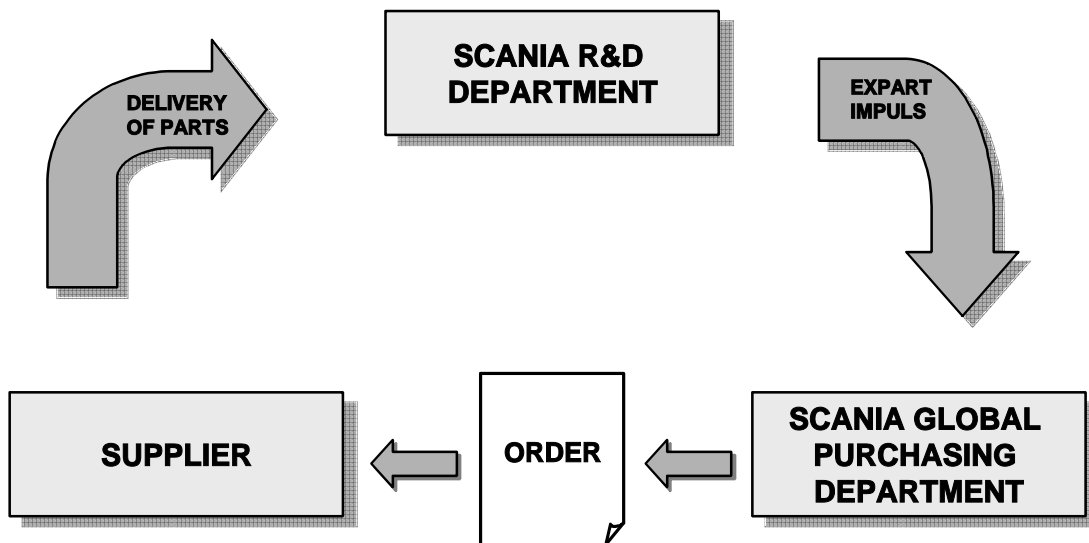 SCANIA R&D
DEPARTMENT
DELIVERY
OF PARTS
EXPART
IMPULS
SUPPLIER
ORDER
SCANIA GLOBAL
PURCHASING
DEPARTMENT